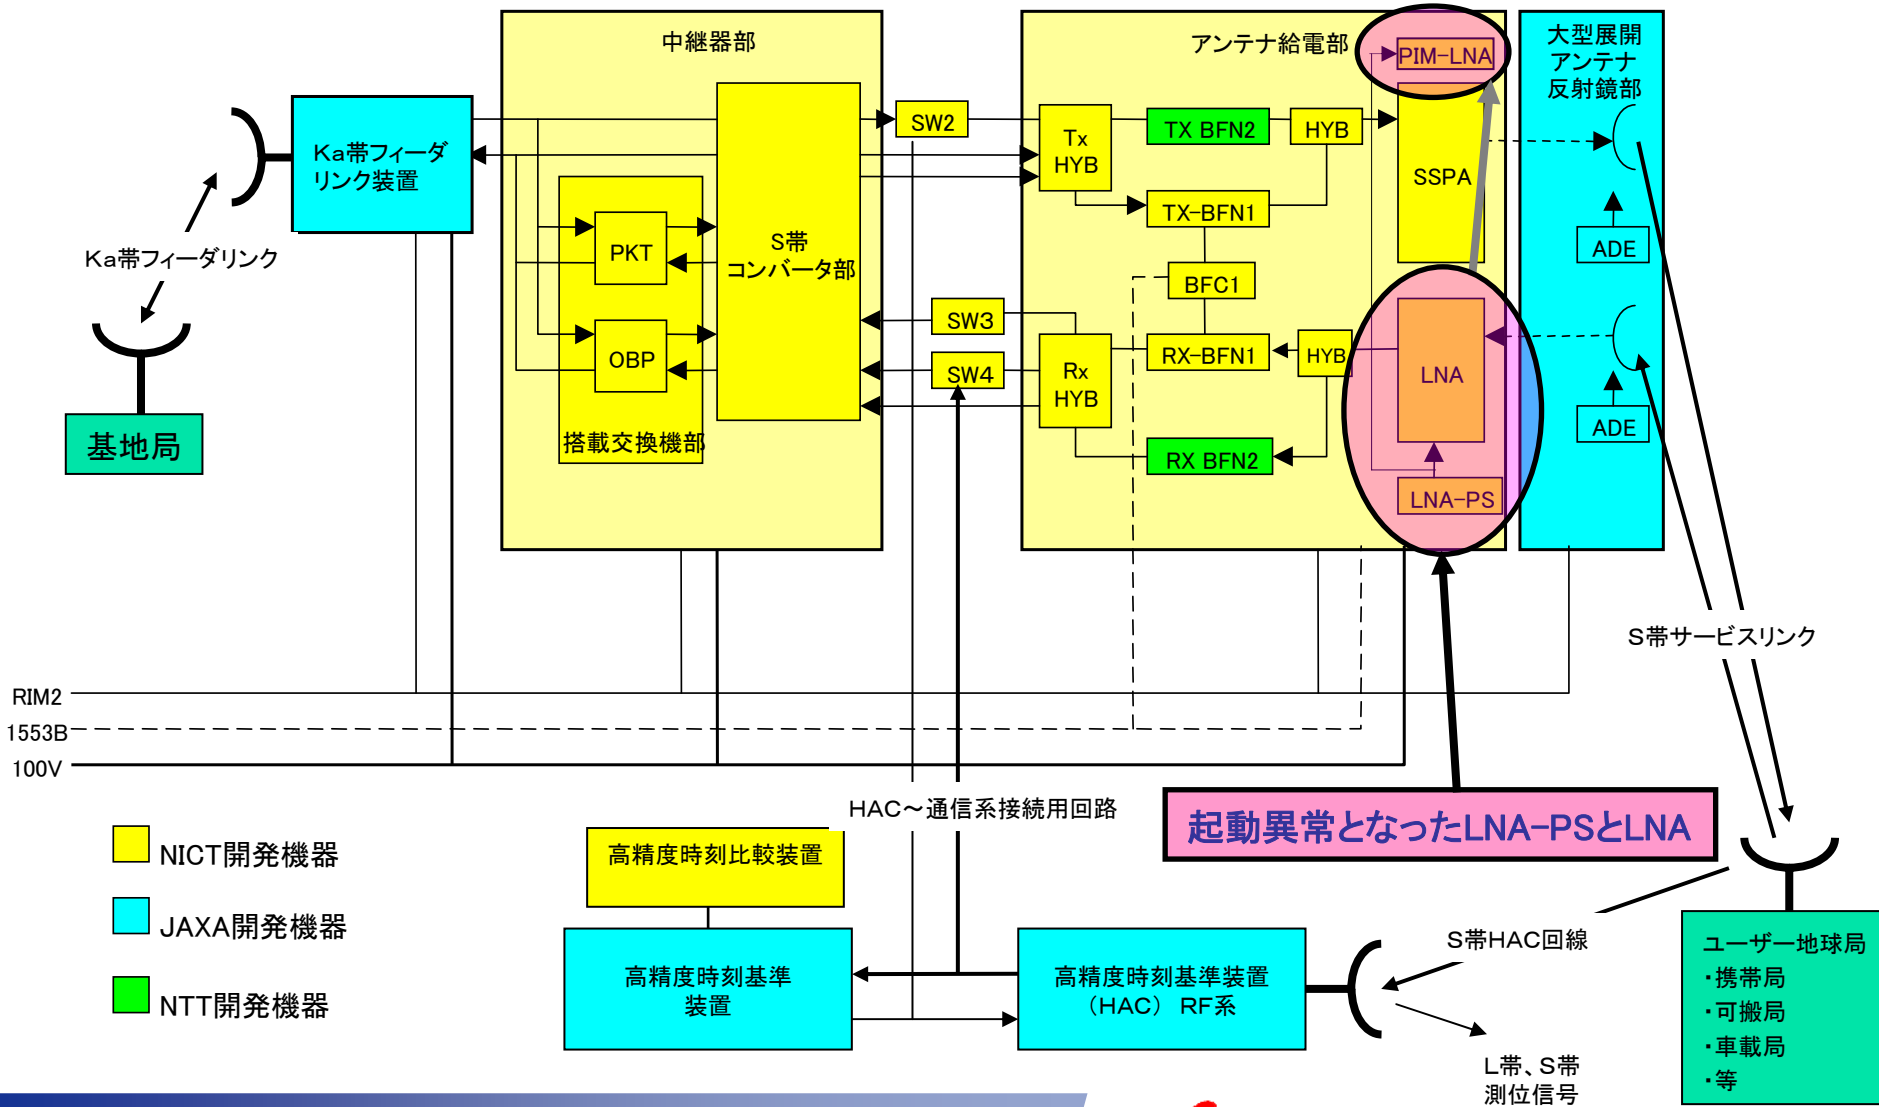 中継器部
アンテナ給電部
PIM-LNA
大型展開
アンテナ
反射鏡部
Ka帯フィーダ
リンク装置
SW2
Tx
HYB
TX BFN2
HYB
SSPA
TX-BFN1
PKT
S帯
コンバータ部
BFC1
ADE
Ka帯フィーダリンク
OBP
SW3
SW4
Rx
HYB
RX-BFN1
HYB
LNA
ADE
基地局
搭載交換機部
RX BFN2
LNA-PS
S帯サービスリンク
RIM2
1553B
100V
HAC～通信系接続用回路
起動異常となったLNA-PSとLNA
NICT開発機器
JAXA開発機器
NTT開発機器
高精度時刻比較装置
高精度時刻基準
装置
高精度時刻基準装置
（HAC） RF系
S帯HAC回線
L帯、S帯
測位信号
ユーザー地球局
・携帯局
・可搬局
・車載局
・等